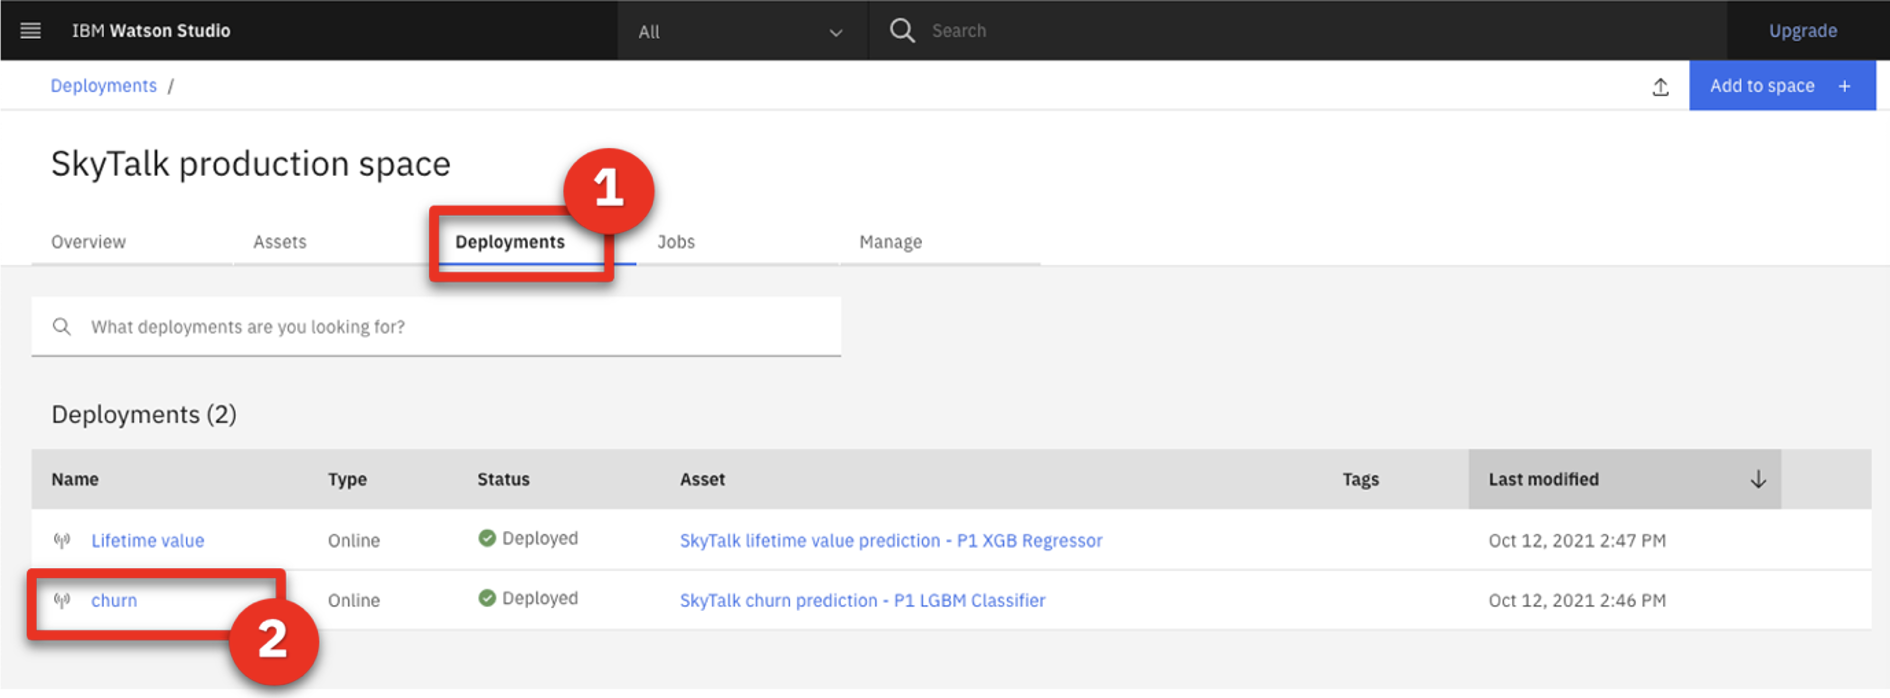 IBM Watson Studio All Search Upgrade
Deployments / Add to space +
SkyTalk production space
1
Overview Assets Deployments Jobs Manage
What deployments are you looking for?
Deployments (2)
Name Type Status Asset Tags Last modified
Lifetime value Online Deployed SkyTalk lifetime value prediction - P1 XGB Regressor Oct 12, 2021 2:47 PM
churn Online Deployed SkyTalk churn prediction - P1 LGBM Classifier Oct 12, 2021 2:46 PM
2